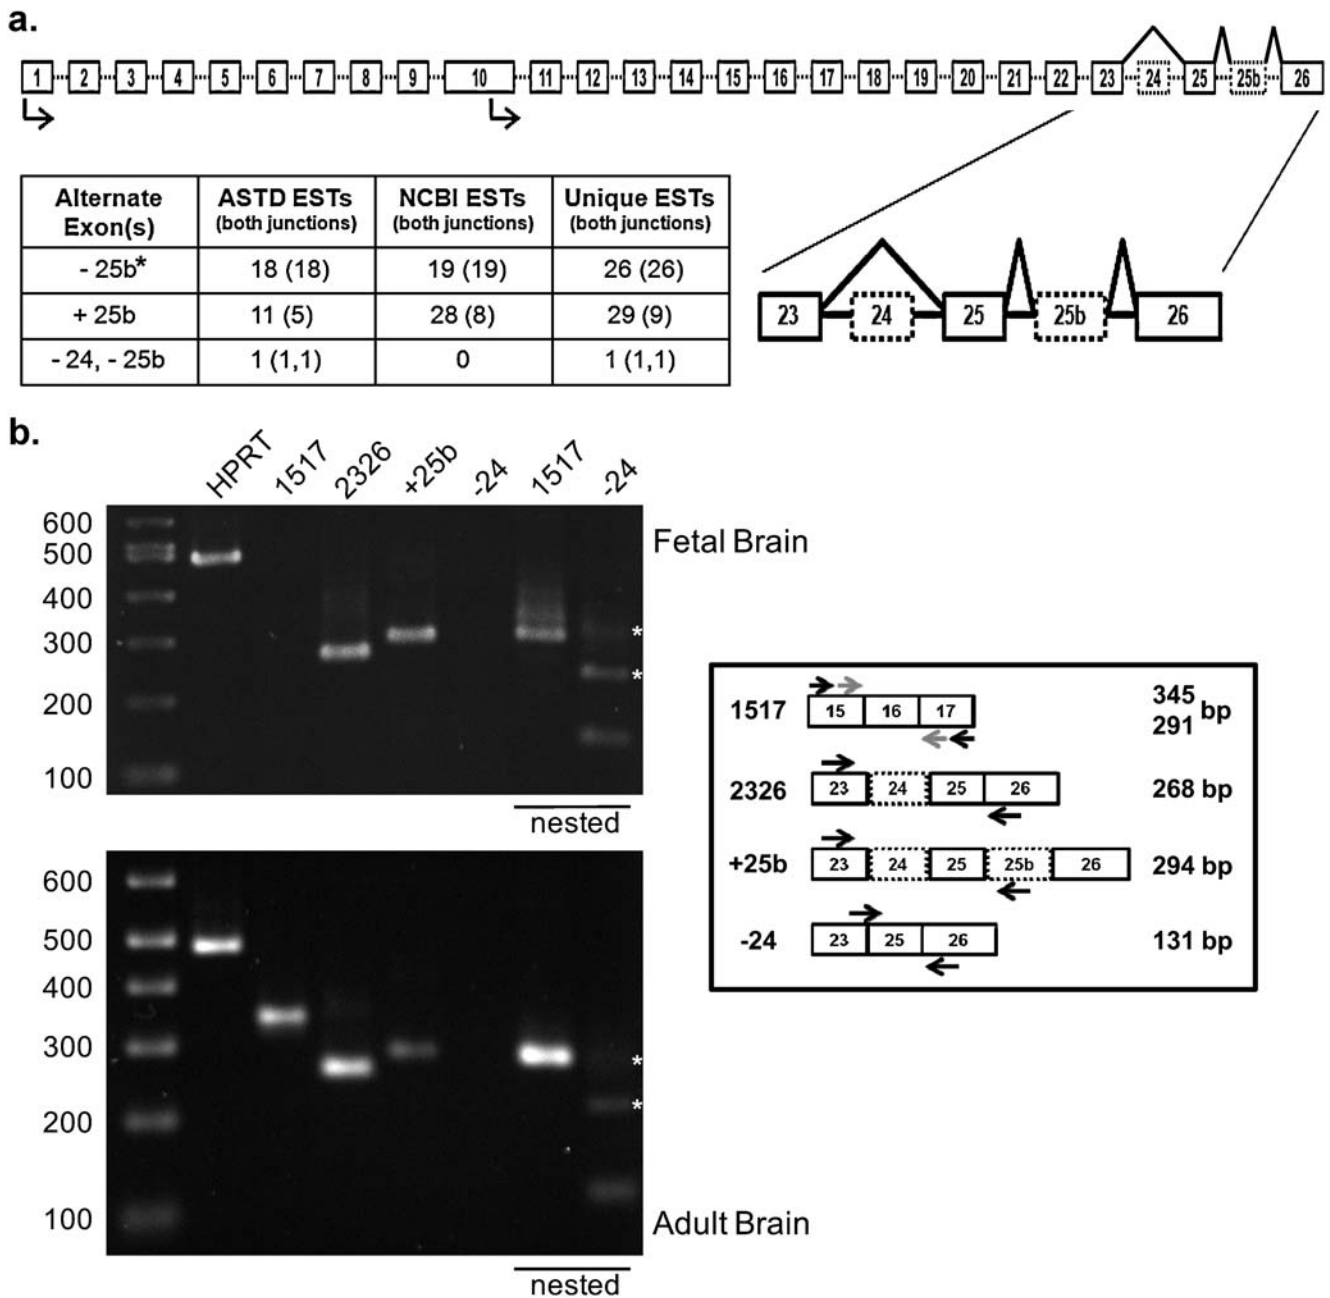 a.
1 2 3 4 5 6 7 8 9 10 11 12 13 14 15 16 17 18 19 20 21 22 23 24 25 25b 26
Alternate Exon(s) ASTD ESTs (both junctions) NCBI ESTs (both junctions) Unique ESTs (both junctions)
- 25b* 18 (18) 19 (19) 26 (26)
+ 25b 11 (5) 28 (8) 29 (9)
- 24, - 25b 1 (1,1) 0 1 (1,1)
23 24 25 25b 26
b.
HPRT 1517 2326 +25b -24 1517 -24
600
500
400
300
200
100
*
*
Fetal Brain
nested
600
500
400
300
200
100
*
*
Adult Brain
nested
1517 15 16 17 345 291 bp
2326 23 24 25 26 268 bp
+25b 23 24 25 25b 26 294 bp
-24 23 25 26 131 bp